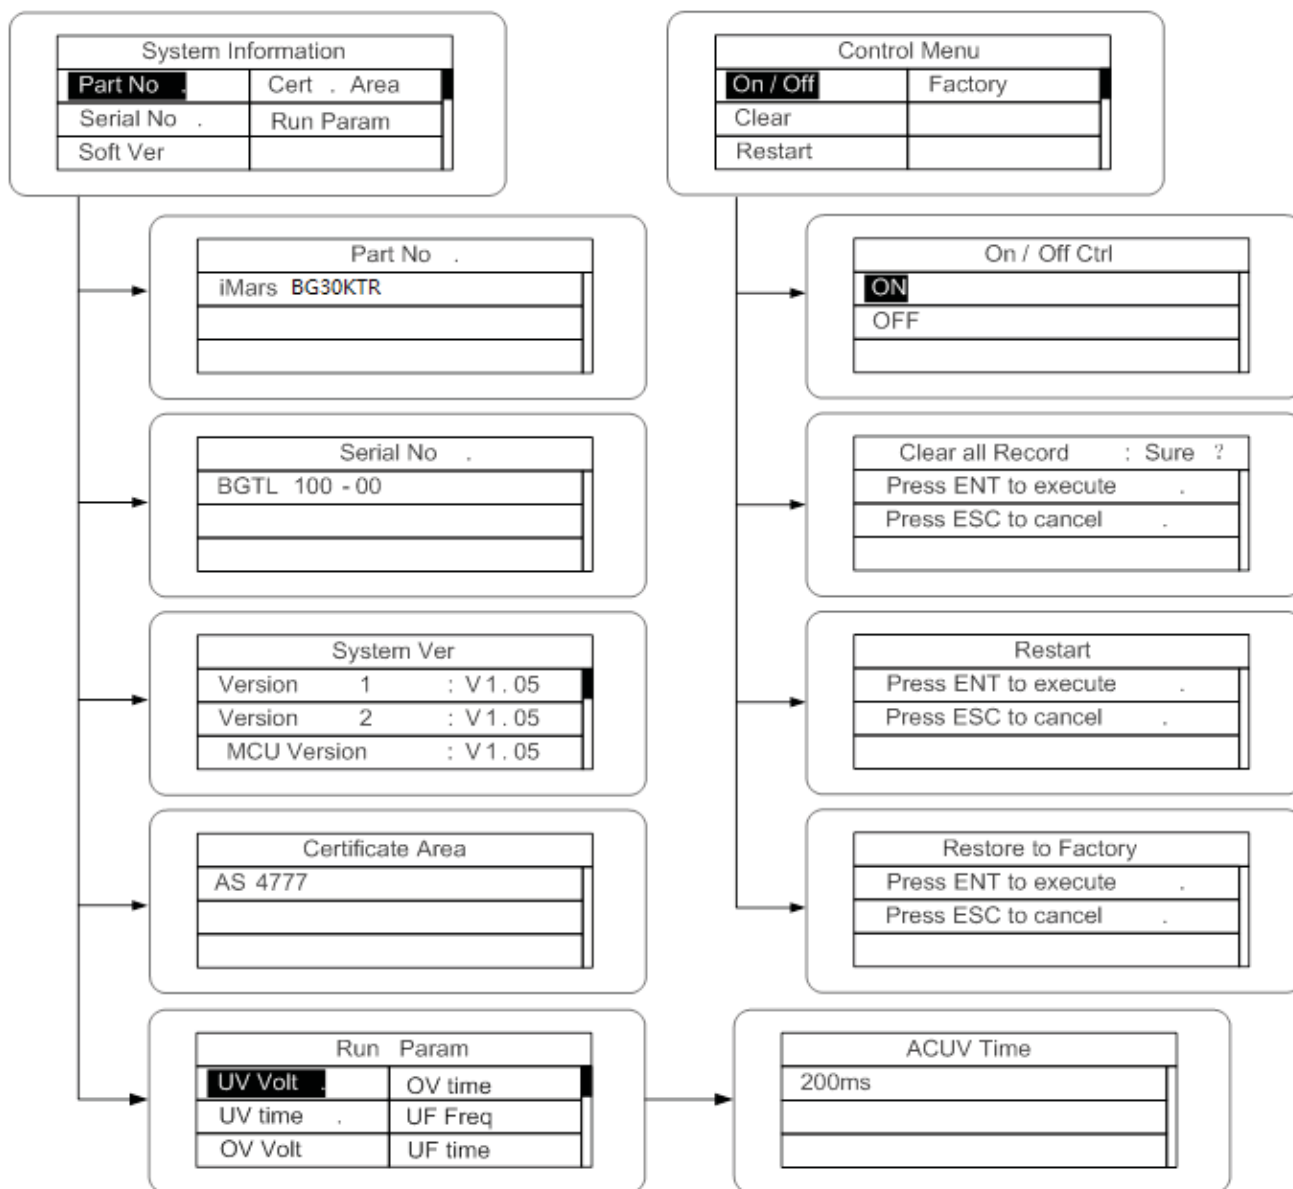 System Information
Part No . Cert . Area
Serial No . Run Param
Soft Ver
Control Menu
On / Off Factory
Clear
Restart
Part No .
iMars BG30KTR
On / Off Ctrl
ON
OFF
Serial No .
BGTL 100 - 00
Clear all Record : Sure ?
Press ENT to execute .
Press ESC to cancel .
System Ver
Version 1 : V1.05
Version 2 : V1.05
MCU Version : V1.05
Restart
Press ENT to execute .
Press ESC to cancel .
Certificate Area
AS 4777
Restore to Factory
Press ENT to execute .
Press ESC to cancel .
Run Param
UV Volt . OV time
UV time . UF Freq
OV Volt UF time
ACUV Time
200ms